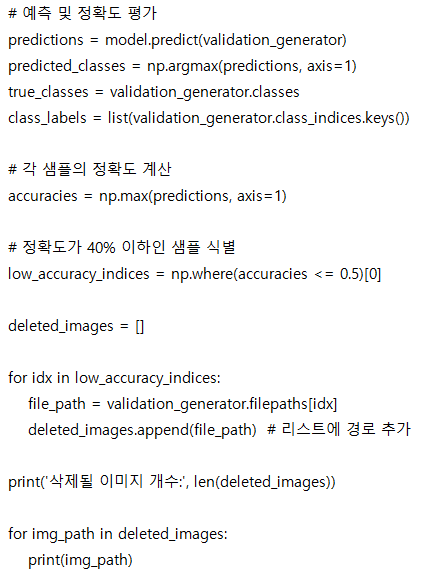 # 예측 및 정확도 평가
predictions = model.predict(validation_generator)
predicted_classes = np.argmax(predictions, axis=1)
true_classes = validation_generator.classes
class_labels = list(validation_generator.class_indices.keys())

# 각 샘플의 정확도 계산
accuracies = np.max(predictions, axis=1)

# 정확도가 40% 이하인 샘플 식별
low_accuracy_indices = np.where(accuracies <= 0.5)[0]

deleted_images = []

for idx in low_accuracy_indices:
    file_path = validation_generator.filepaths[idx]
    deleted_images.append(file_path)  # 리스트에 경로 추가

print('삭제될 이미지 개수:', len(deleted_images))

for img_path in deleted_images:
    print(img_path)